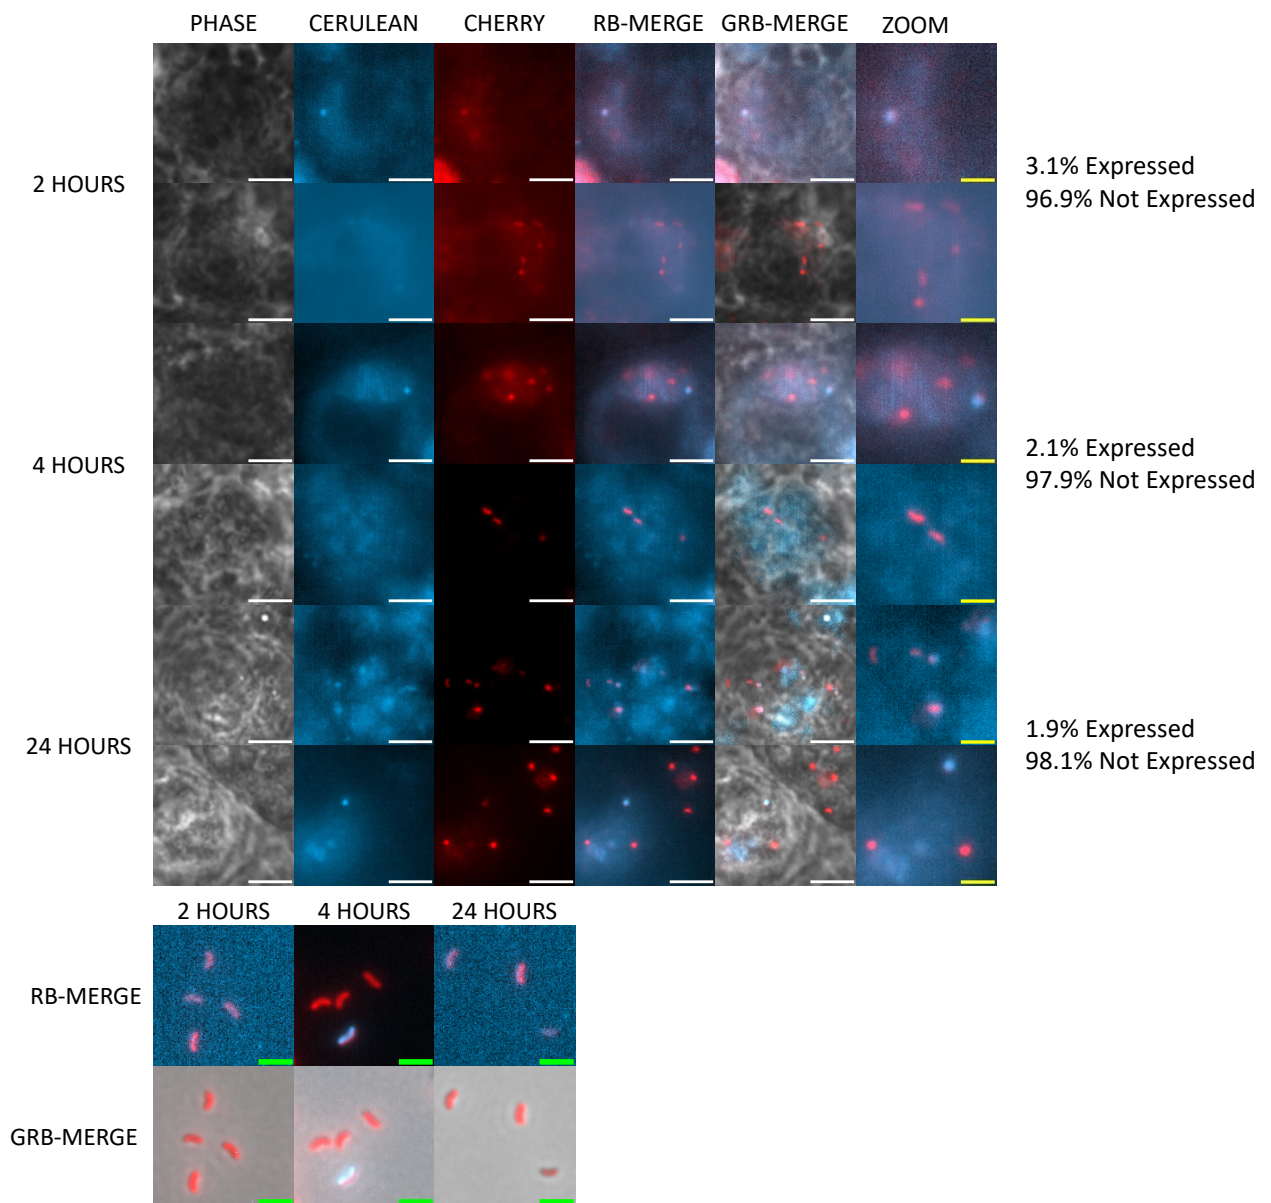 PHASE CERULEAN CHERRY RB-MERGE GRB-MERGE ZOOM
2 HOURS
3.1% Expressed
96.9% Not Expressed
4 HOURS
2.1% Expressed
97.9% Not Expressed
24 HOURS
1.9% Expressed
98.1% Not Expressed
2 HOURS 4 HOURS 24 HOURS
RB-MERGE
GRB-MERGE